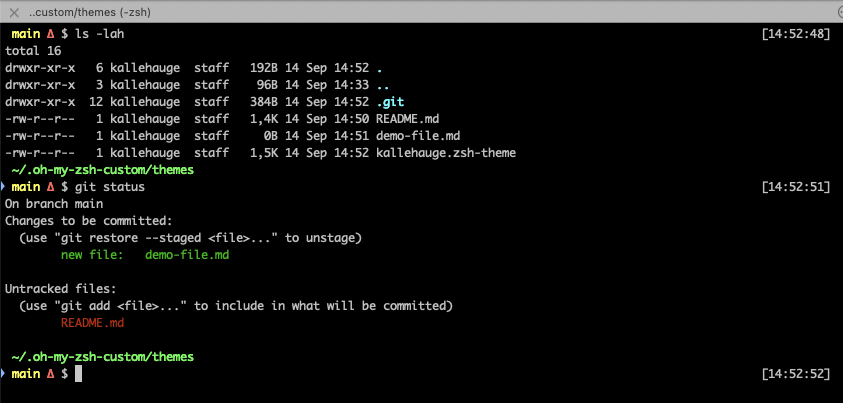 ..custom/themes (-zsh)
main Δ $ ls -lah [14:52:48]
total 16
drwxr-xr-x   6 kallehauge  staff   192B 14 Sep 14:52 .
drwxr-xr-x   3 kallehauge  staff    96B 14 Sep 14:33 ..
drwxr-xr-x  12 kallehauge  staff   384B 14 Sep 14:52 .git
-rw-r--r--   1 kallehauge  staff   1,4K 14 Sep 14:50 README.md
-rw-r--r--   1 kallehauge  staff     0B 14 Sep 14:51 demo-file.md
-rw-r--r--   1 kallehauge  staff   1,5K 14 Sep 14:52 kallehauge.zsh-theme
~/.oh-my-zsh-custom/themes
main Δ $ git status [14:52:51]
On branch main
Changes to be committed:
  (use "git restore --staged <file>..." to unstage)
        new file:   demo-file.md

Untracked files:
  (use "git add <file>..." to include in what will be committed)
        README.md

~/.oh-my-zsh-custom/themes
main Δ $ [14:52:52]